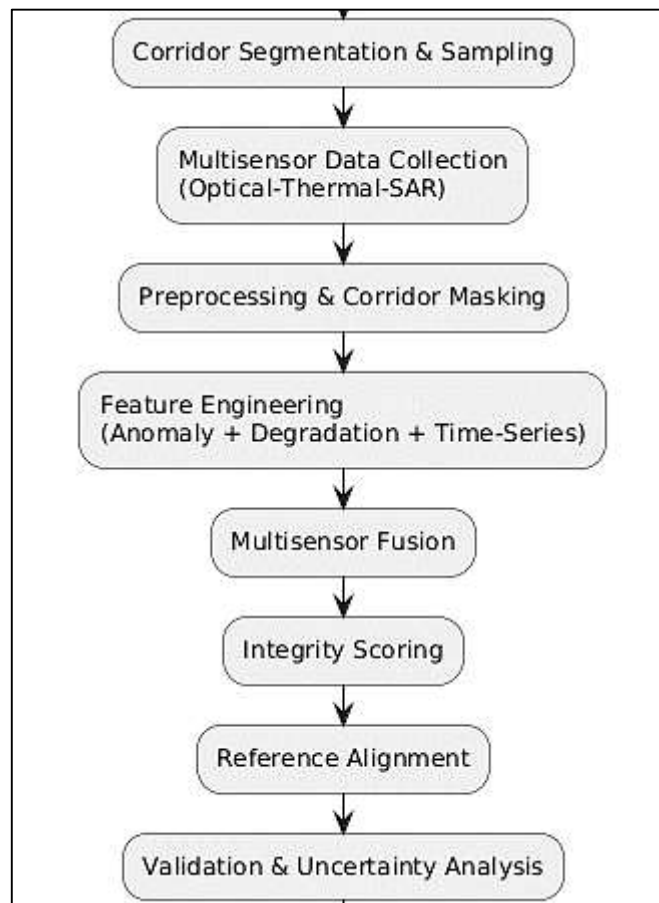 Corridor Segmentation & Sampling
Multisensor Data Collection
(Optical-Thermal-SAR)
Preprocessing & Corridor Masking
Feature Engineering
(Anomaly + Degradation + Time-Series)
Multisensor Fusion
Integrity Scoring
Reference Alignment
Validation & Uncertainty Analysis